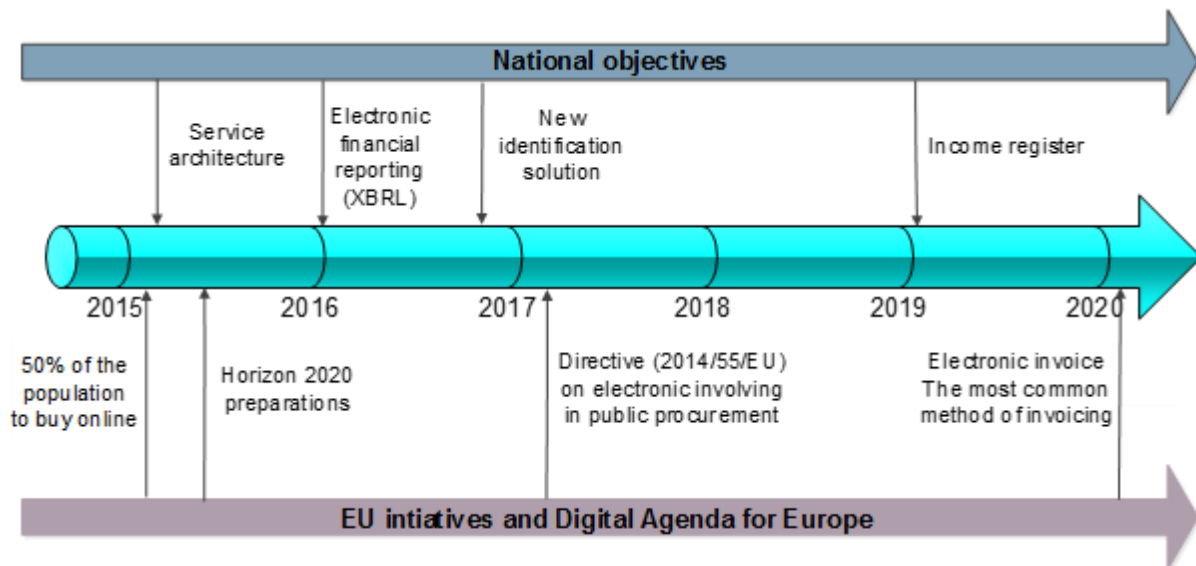 National objectives
Service
architecture
Electronic
financial
reporting
(XBRL)
New
identification
solution
Income register
2015
2016
2017
2018
2019
2020
50% of the
population
to buy online
Horizon 2020
preparations
Directive (2014/55/EU)
on electronic involving
in public procurement
Electronic invoice
The most common
method of invoicing
EU intiatives and Digital Agenda for Europe